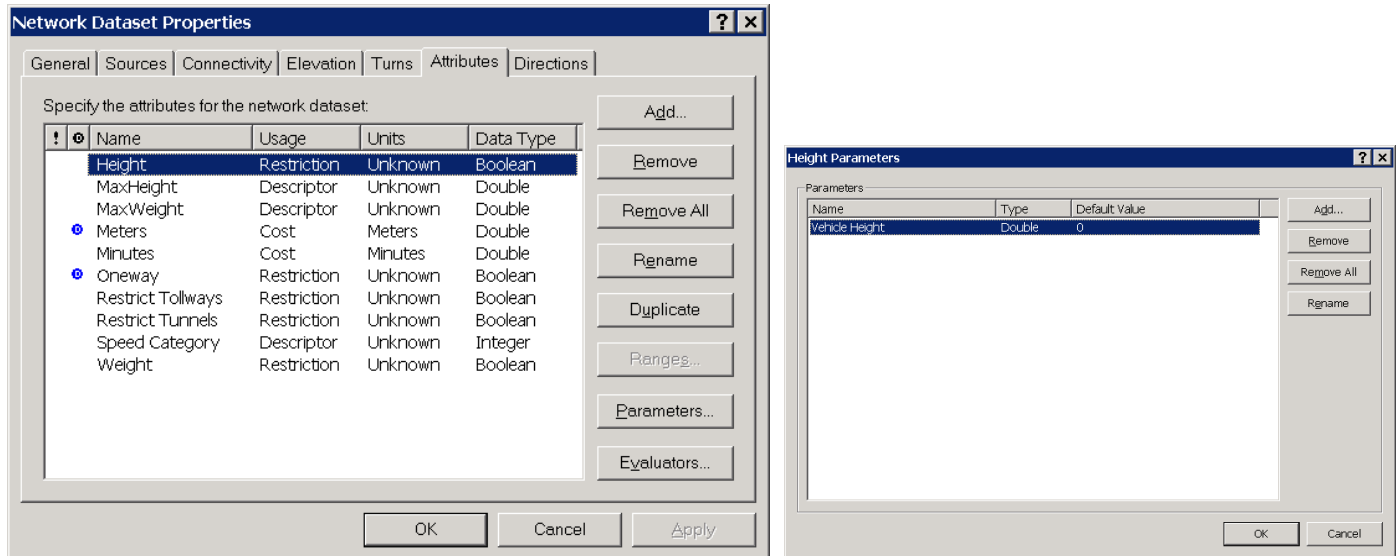 Network Dataset Properties
General Sources Connectivity Elevation Turns Attributes Directions
Specify the attributes for the network dataset:
! D Name Usage Units Data Type
Height Restriction Unknown Boolean
MaxHeight Descriptor Unknown Double
MaxWeight Descriptor Unknown Double
D Meters Cost Meters Double
Minutes Cost Minutes Double
D Oneway Restriction Unknown Boolean
Restrict Tollways Restriction Unknown Boolean
Restrict Tunnels Restriction Unknown Boolean
Speed Category Descriptor Unknown Integer
Weight Restriction Unknown Boolean
Add...
Remove
Remove All
Rename
Duplicate
Ranges...
Parameters...
Evaluators...
OK Cancel Apply
Height Parameters
Parameters
Name Type Default Value
Vehicle Height Double 0
Add...
Remove
Remove All
Rename
OK Cancel